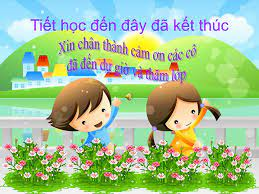 Tiết học đến đây đã kết thúc
Xin chân thành cảm ơn các cô
đã đến dự giờ và thăm lớp